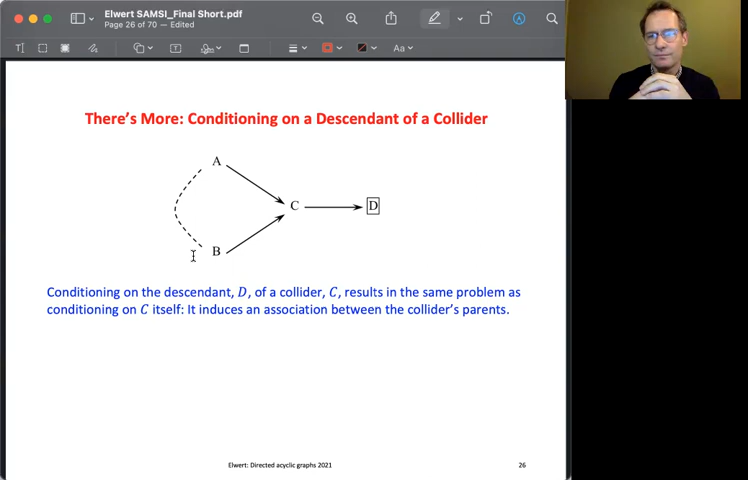 Elwert SAMSI_Final Short.pdf
Page 26 of 70 — Edited
Aa
There's More: Conditioning on a Descendant of a Collider
A
C
D
B
Conditioning on the descendant, D, of a collider, C, results in the same problem as
conditioning on C itself: It induces an association between the collider's parents.
Elwert: Directed acyclic graphs 2021
26